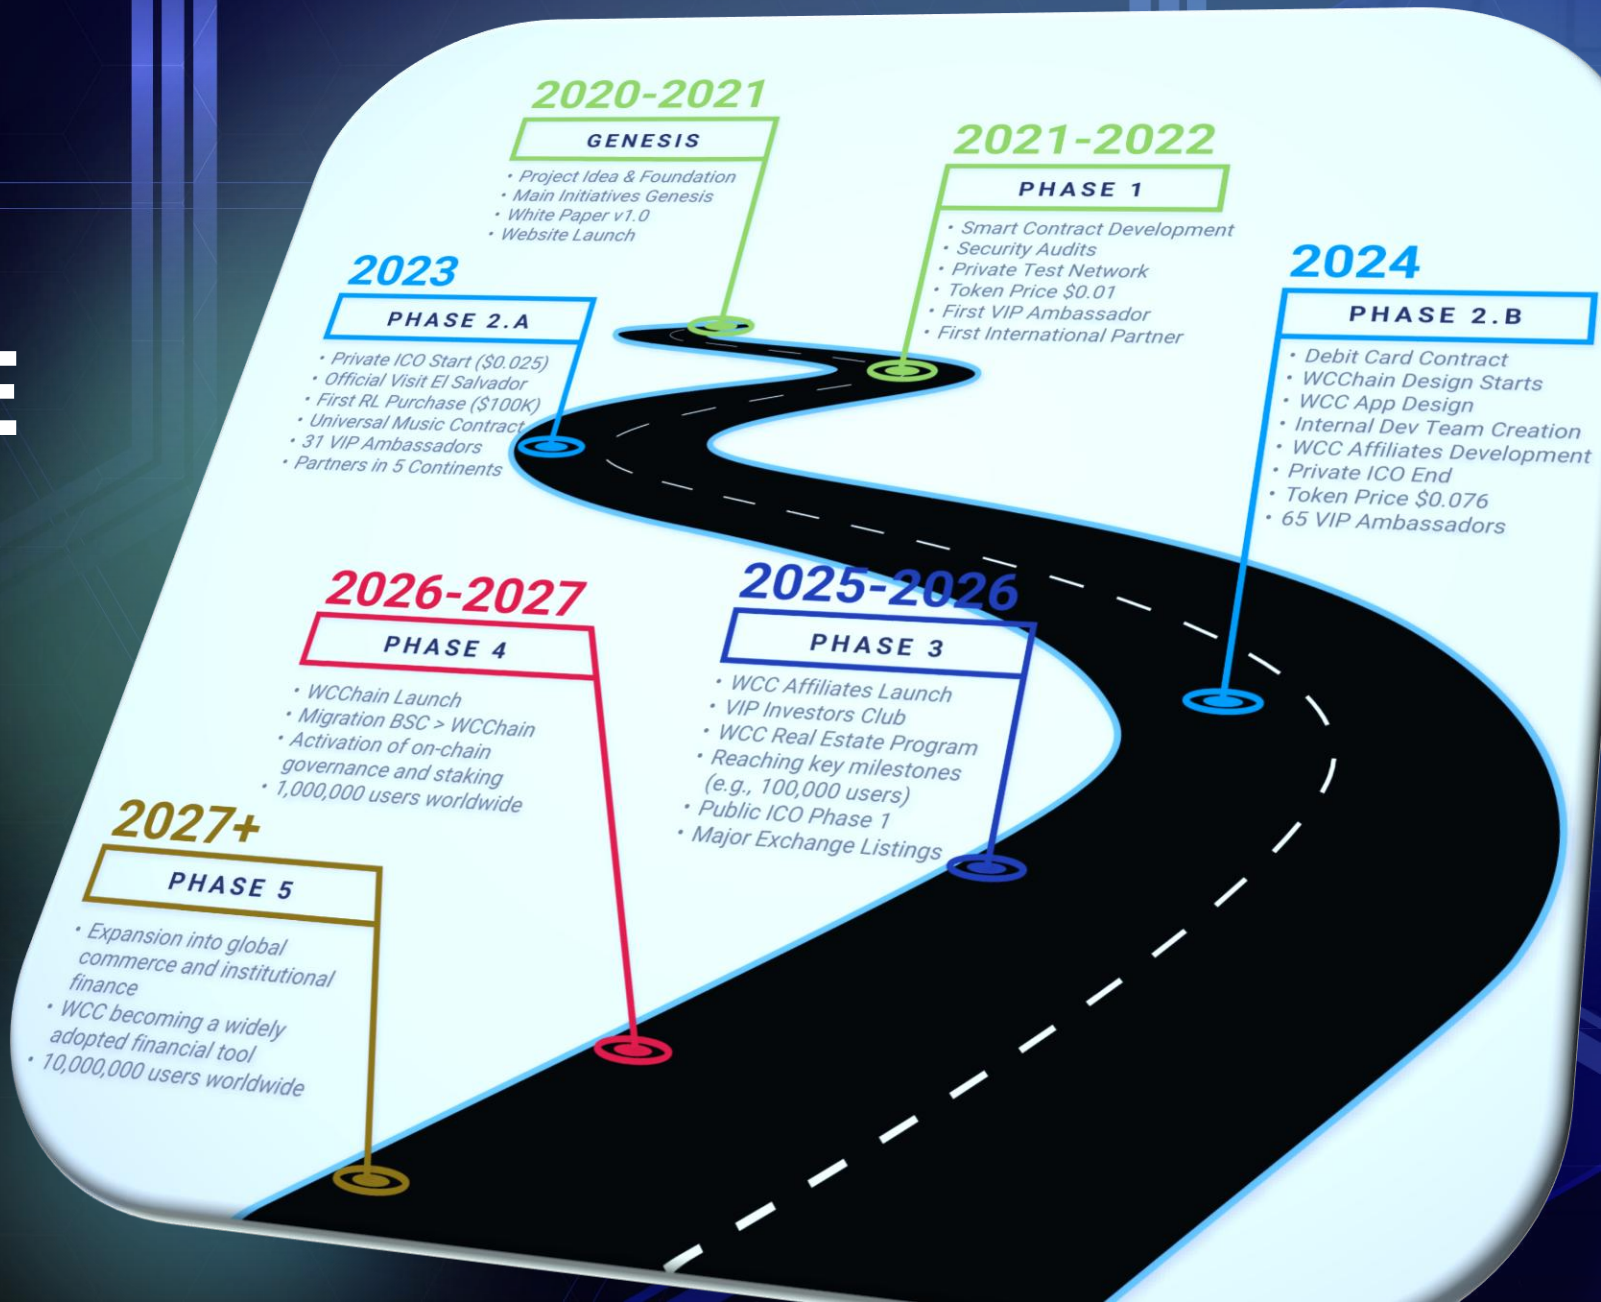 E
2020-2021
GENESIS
• Project Idea & Foundation
• Main Initiatives Genesis
• White Paper v1.0
• Website Launch
2021-2022
PHASE 1
• Smart Contract Development
• Security Audits
• Private Test Network
• Token Price $0.01
• First VIP Ambassador
• First International Partner
2023
PHASE 2.A
• Private ICO Start ($0.025)
• Official Visit El Salvador
• First RL Purchase ($100K)
• Universal Music Contract
• 31 VIP Ambassadors
• Partners in 5 Continents
2024
PHASE 2.B
• Debit Card Contract
• WCChain Design Starts
• WCC App Design
• Internal Dev Team Creation
• WCC Affiliates Development
• Private ICO End
• Token Price $0.076
• 65 VIP Ambassadors
2025-2026
PHASE 3
• WCC Affiliates Launch
• VIP Investors Club
• WCC Real Estate Program
• Reaching key milestones
(e.g., 100,000 users)
• Public ICO Phase 1
• Major Exchange Listings
2026-2027
PHASE 4
• WCChain Launch
• Migration BSC > WCChain
• Activation of on-chain
governance and staking
• 1,000,000 users worldwide
2027+
PHASE 5
• Expansion into global
commerce and institutional
finance
• WCC becoming a widely
adopted financial tool
• 10,000,000 users worldwide